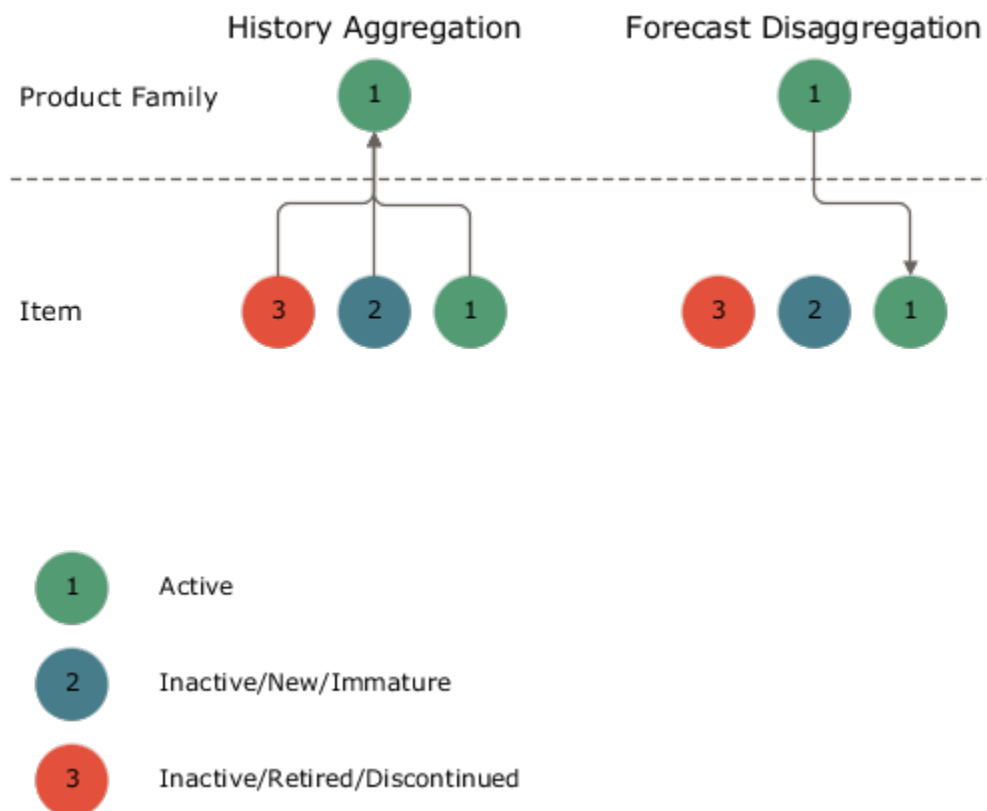 History Aggregation
Forecast Disaggregation
Product Family
1
1
Item
3
2
1
3
2
1
1
Active
2
Inactive/New/Immature
3
Inactive/Retired/Discontinued